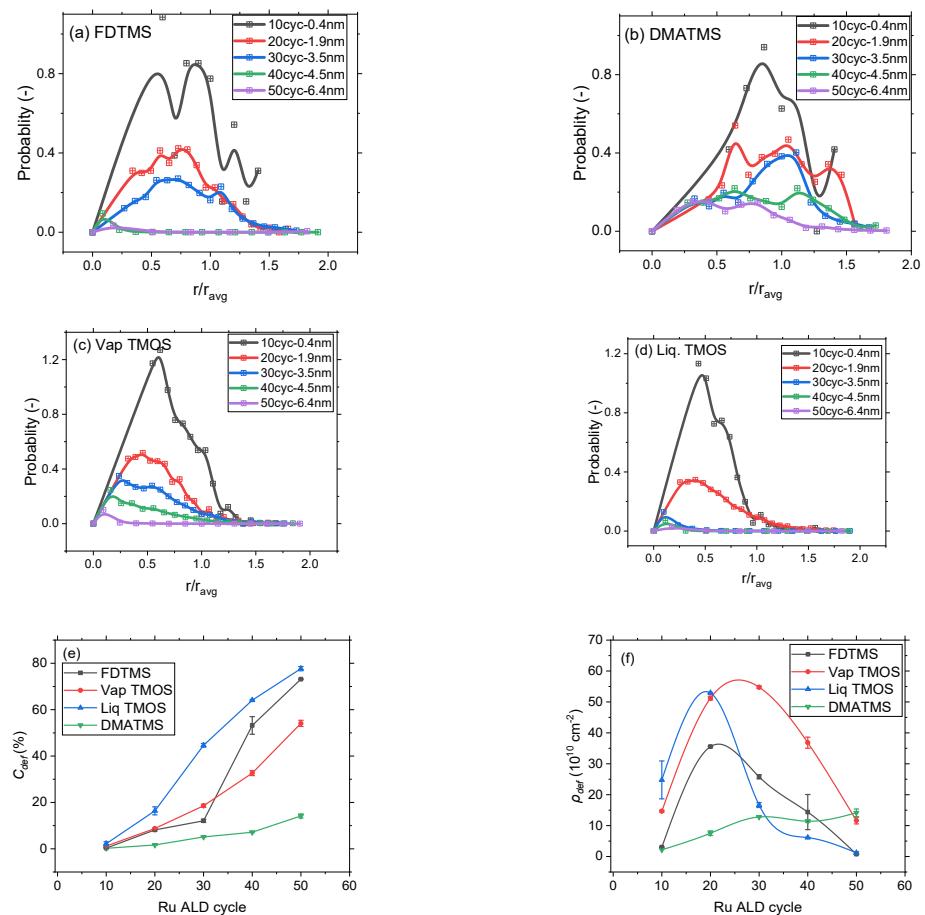 (a) FDTMS
10cyc-0.4nm
20cyc-1.9nm
30cyc-3.5nm
40cyc-4.5nm
50cyc-6.4nm
Probablity (-)
0.8
0.4
0.0
0.0 0.5 1.0 1.5 2.0
r/ravg
(b) DMATMS
10cyc-0.4nm
20cyc-1.9nm
30cyc-3.5nm
40cyc-4.5nm
50cyc-6.4nm
Probablity (-)
0.8
0.4
0.0
0.0 0.5 1.0 1.5 2.0
r/ravg
(c) Vap TMOS
10cyc-0.4nm
20cyc-1.9nm
30cyc-3.5nm
40cyc-4.5nm
50cyc-6.4nm
Probablity (-)
1.2
0.8
0.4
0.0
0.0 0.5 1.0 1.5 2.0
r/ravg
(d) Liq. TMOS
10cyc-0.4nm
20cyc-1.9nm
30cyc-3.5nm
40cyc-4.5nm
50cyc-6.4nm
Probablity (-)
1.2
0.8
0.4
0.0
0.0 0.5 1.0 1.5 2.0
r/ravg
(e)
FDTMS
Vap TMOS
Liq TMOS
DMATMS
Cdef (%)
80
60
40
20
0
0 10 20 30 40 50 60
Ru ALD cycle
(f)
FDTMS
Vap TMOS
Liq TMOS
DMATMS
ρdef (10¹⁰ cm⁻²)
70
60
50
40
30
20
10
0
0 10 20 30 40 50 60
Ru ALD cycle